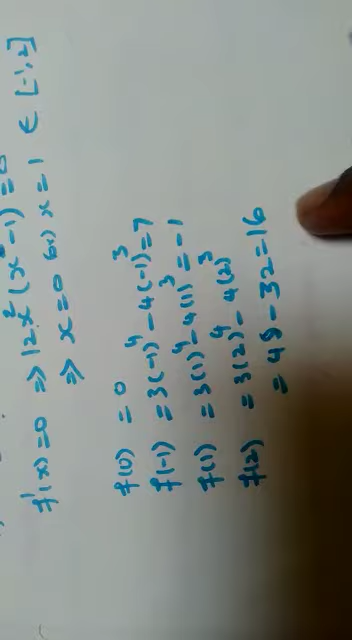 f'(x)=0 ⇒ 12x²(x-1)=0
⇒ x=0 (or) x=1 ∈ [-1,2]
f(0) = 0
f(-1) = 3(-1)⁴-4(-1)³=7
f(1) = 3(1)⁴-4(1)³=-1
f(2) = 3(2)⁴-4(2)³
= 48-32=16